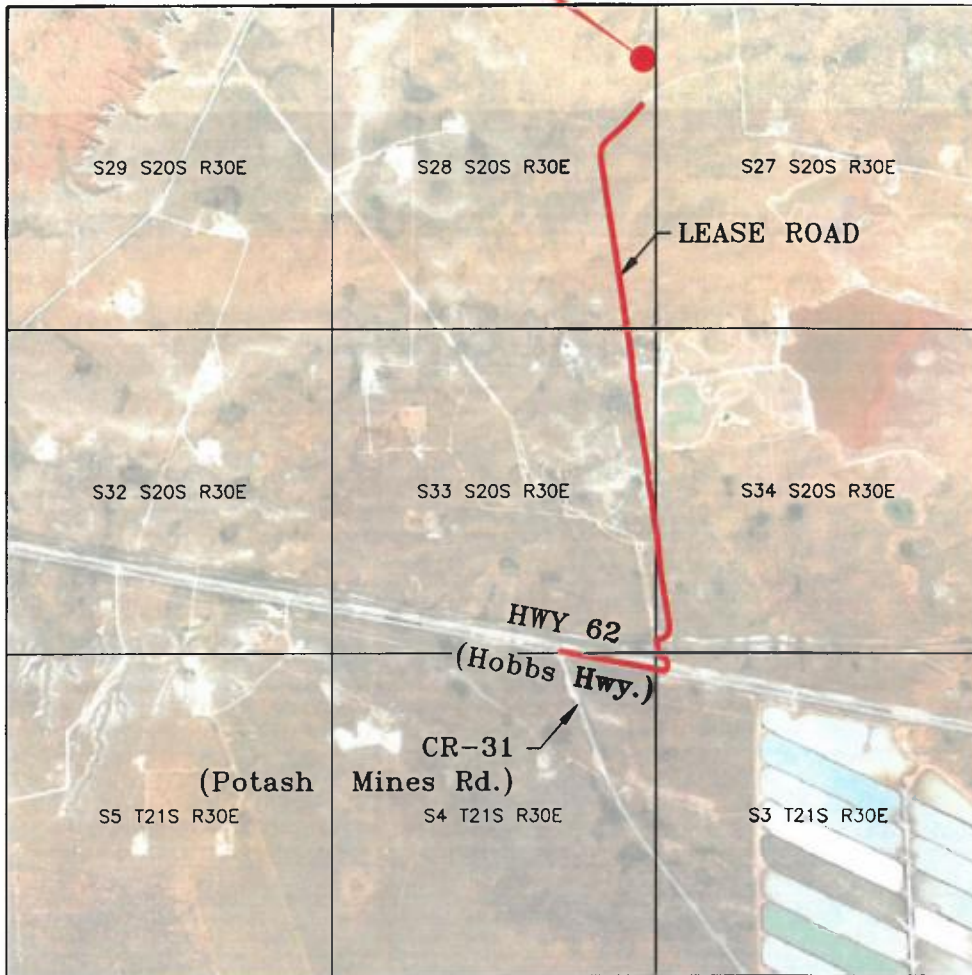 S29 S20S R30E
S28 S20S R30E
S27 S20S R30E
LEASE ROAD
S32 S20S R30E
S33 S20S R30E
S34 S20S R30E
HWY 62
(Hobbs Hwy.)
CR-31
(Potash Mines Rd.)
S5 T21S R30E
S4 T21S R30E
S3 T21S R30E